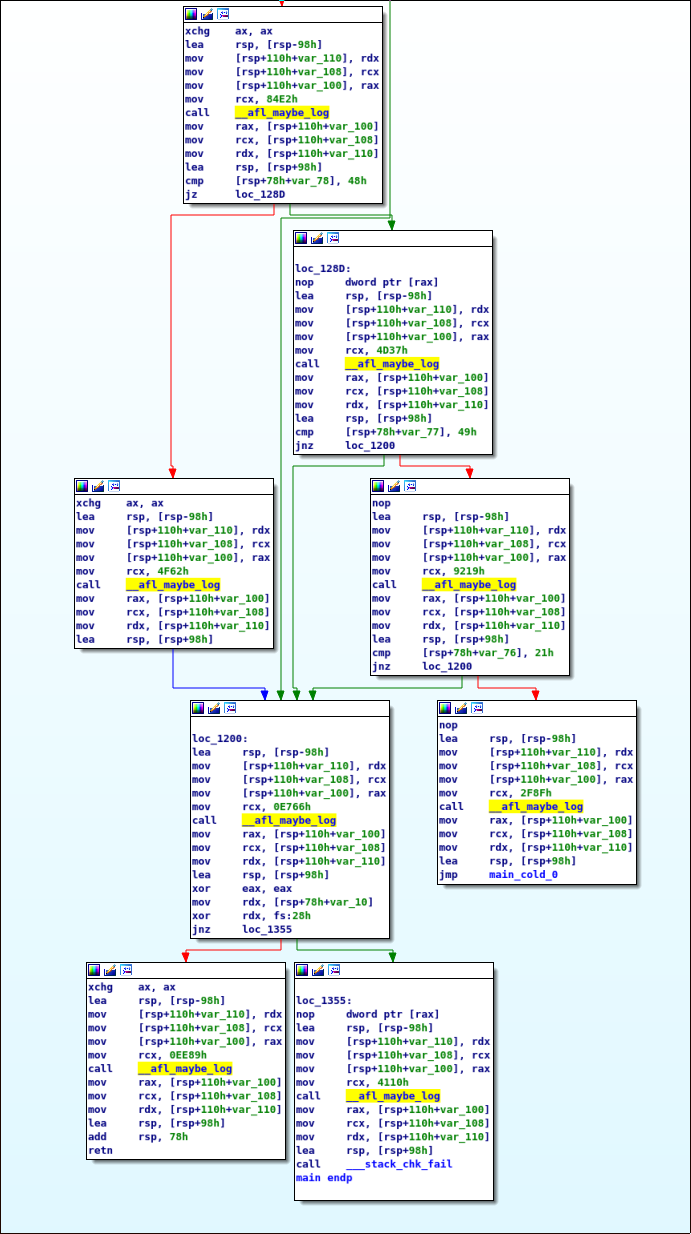 xchg ax, ax
lea rsp, [rsp-98h]
mov [rsp+110h+var_110], rdx
mov [rsp+110h+var_108], rcx
mov [rsp+110h+var_100], rax
mov rcx, 84E2h
call __afl_maybe_log
mov rax, [rsp+110h+var_100]
mov rcx, [rsp+110h+var_108]
mov rdx, [rsp+110h+var_110]
lea rsp, [rsp+98h]
cmp [rsp+78h+var_78], 48h
jz loc_128D
loc_128D:
nop dword ptr [rax]
lea rsp, [rsp-98h]
mov [rsp+110h+var_110], rdx
mov [rsp+110h+var_108], rcx
mov [rsp+110h+var_100], rax
mov rcx, 4D37h
call __afl_maybe_log
mov rax, [rsp+110h+var_100]
mov rcx, [rsp+110h+var_108]
mov rdx, [rsp+110h+var_110]
lea rsp, [rsp+98h]
cmp [rsp+78h+var_77], 49h
jnz loc_1200
xchg ax, ax
lea rsp, [rsp-98h]
mov [rsp+110h+var_110], rdx
mov [rsp+110h+var_108], rcx
mov [rsp+110h+var_100], rax
mov rcx, 4F62h
call __afl_maybe_log
mov rax, [rsp+110h+var_100]
mov rcx, [rsp+110h+var_108]
mov rdx, [rsp+110h+var_110]
lea rsp, [rsp+98h]
nop
lea rsp, [rsp-98h]
mov [rsp+110h+var_110], rdx
mov [rsp+110h+var_108], rcx
mov [rsp+110h+var_100], rax
mov rcx, 9219h
call __afl_maybe_log
mov rax, [rsp+110h+var_100]
mov rcx, [rsp+110h+var_108]
mov rdx, [rsp+110h+var_110]
lea rsp, [rsp+98h]
cmp [rsp+78h+var_76], 21h
jnz loc_1200
loc_1200:
lea rsp, [rsp-98h]
mov [rsp+110h+var_110], rdx
mov [rsp+110h+var_108], rcx
mov [rsp+110h+var_100], rax
mov rcx, 0E766h
call __afl_maybe_log
mov rax, [rsp+110h+var_100]
mov rcx, [rsp+110h+var_108]
mov rdx, [rsp+110h+var_110]
lea rsp, [rsp+98h]
xor eax, eax
mov rdx, [rsp+78h+var_10]
xor rdx, fs:28h
jnz loc_1355
nop
lea rsp, [rsp-98h]
mov [rsp+110h+var_110], rdx
mov [rsp+110h+var_108], rcx
mov [rsp+110h+var_100], rax
mov rcx, 2F8Fh
call __afl_maybe_log
mov rax, [rsp+110h+var_100]
mov rcx, [rsp+110h+var_108]
mov rdx, [rsp+110h+var_110]
lea rsp, [rsp+98h]
jmp main_cold_0
xchg ax, ax
lea rsp, [rsp-98h]
mov [rsp+110h+var_110], rdx
mov [rsp+110h+var_108], rcx
mov [rsp+110h+var_100], rax
mov rcx, 0EE89h
call __afl_maybe_log
mov rax, [rsp+110h+var_100]
mov rcx, [rsp+110h+var_108]
mov rdx, [rsp+110h+var_110]
lea rsp, [rsp+98h]
add rsp, 78h
retn
loc_1355:
nop dword ptr [rax]
lea rsp, [rsp-98h]
mov [rsp+110h+var_110], rdx
mov [rsp+110h+var_108], rcx
mov [rsp+110h+var_100], rax
mov rcx, 4110h
call __afl_maybe_log
mov rax, [rsp+110h+var_100]
mov rcx, [rsp+110h+var_108]
mov rdx, [rsp+110h+var_110]
lea rsp, [rsp+98h]
call ___stack_chk_fail
main endp